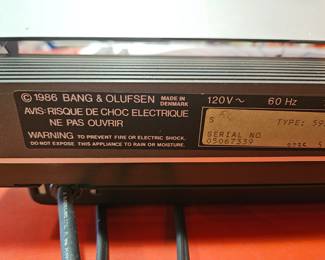 © 1986 BANG & OLUFSEN MADE IN DENMARK
AVIS: RISQUE DE CHOC ELECTRIQUE
NE PAS OUVRIR
WARNING TO PREVENT FIRE OR ELECTRIC SHOCK,
DO NOT EXPOSE THIS APPLIANCE TO RAIN OR MOISTURE.
120V~ 60 Hz
S TYPE: 59
SERIAL NO
05067339